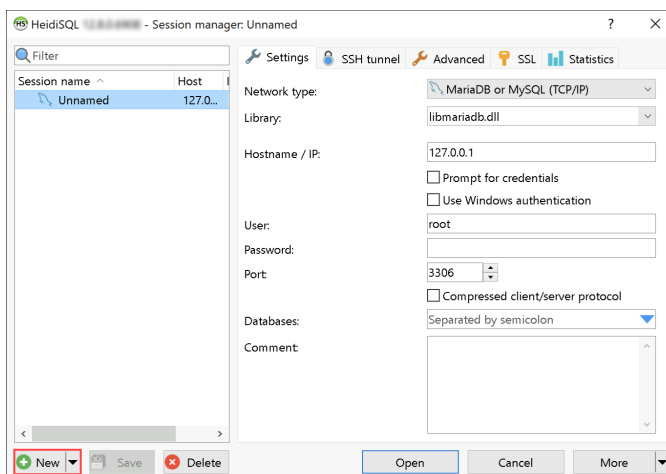 HeidiSQL - Session manager: Unnamed
Filter
Session name Host
Unnamed 127.0...
New Save Delete
Settings SSH tunnel Advanced SSL Statistics
Network type: MariaDB or MySQL (TCP/IP)
Library: libmariadb.dll
Hostname / IP: 127.0.0.1
Prompt for credentials
Use Windows authentication
User: root
Password:
Port: 3306
Compressed client/server protocol
Databases: Separated by semicolon
Comment:
Open Cancel More